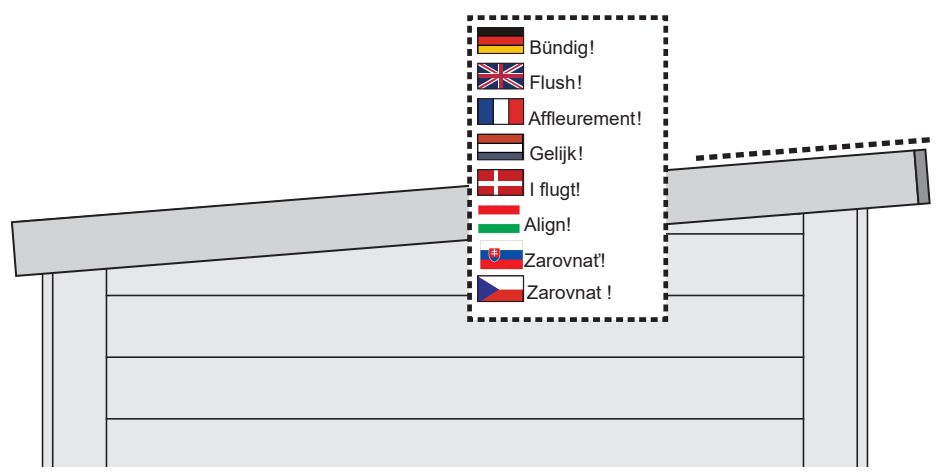 Bündig!
Flush!
Affleurement!
Gelijk!
I flugt!
Align!
Zarovnať!
Zarovnat !